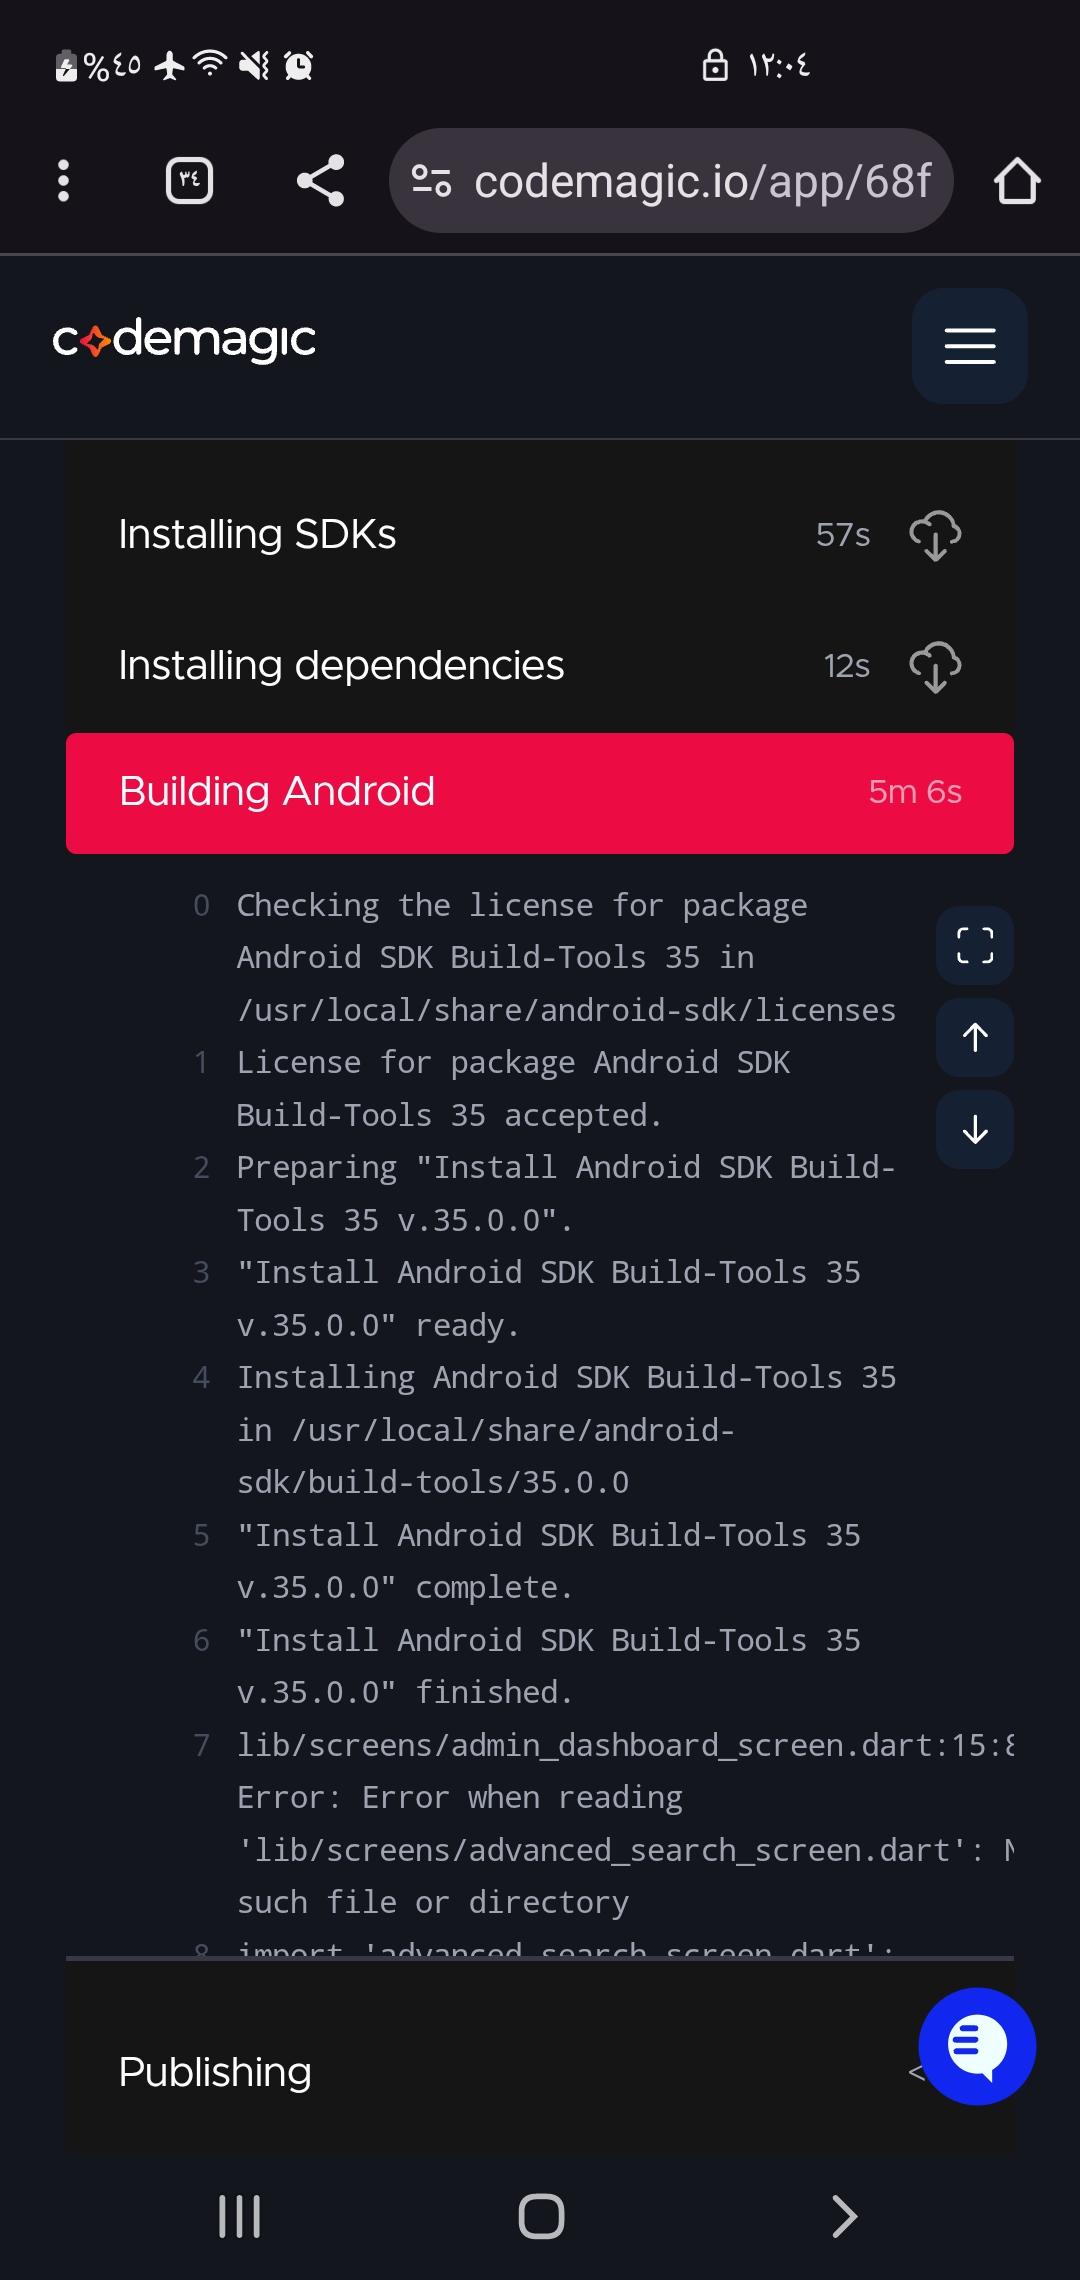 %٤٥
١٢:٠٤
٣٤
codemagic.io/app/68f
codemagic
Installing SDKs 57s
Installing dependencies 12s
Building Android 5m 6s
0 Checking the license for package
Android SDK Build-Tools 35 in
/usr/local/share/android-sdk/licenses
1 License for package Android SDK
Build-Tools 35 accepted.
2 Preparing "Install Android SDK Build-
Tools 35 v.35.0.0".
3 "Install Android SDK Build-Tools 35
v.35.0.0" ready.
4 Installing Android SDK Build-Tools 35
in /usr/local/share/android-
sdk/build-tools/35.0.0
5 "Install Android SDK Build-Tools 35
v.35.0.0" complete.
6 "Install Android SDK Build-Tools 35
v.35.0.0" finished.
7 lib/screens/admin_dashboard_screen.dart:15:8
Error: Error when reading
'lib/screens/advanced_search_screen.dart': N
such file or directory
8 import 'advanced_search_screen.dart';
Publishing <